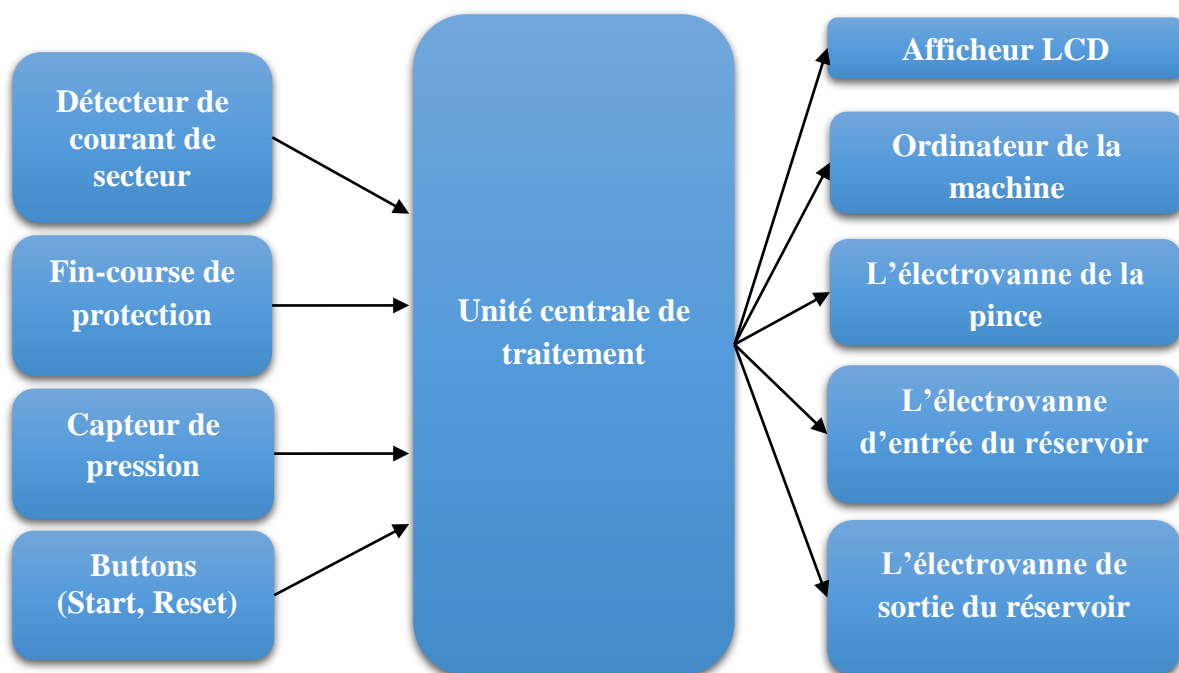 Détecteur de
courant de
secteur
Fin-course de
protection
Capteur de
pression
Buttons
(Start, Reset)
Unité centrale de
traitement
Afficheur LCD
Ordinateur de la
machine
L’électrovanne de la
pince
L’électrovanne
d’entrée du réservoir
L’électrovanne de
sortie du réservoir